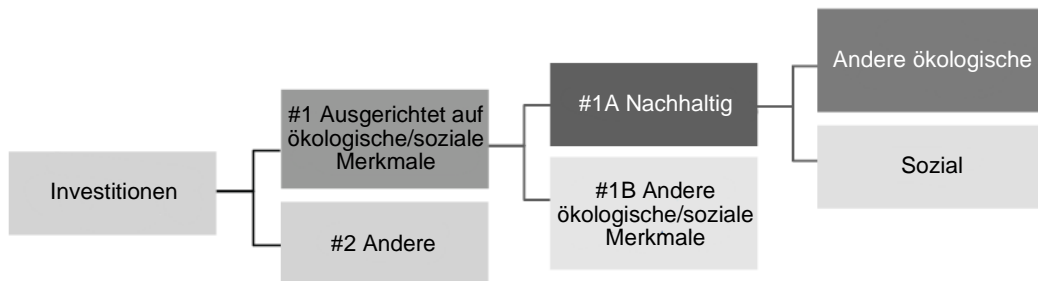 Investitionen
#1 Ausgerichtet auf
ökologische/soziale
Merkmale
#2 Andere
#1A Nachhaltig
#1B Andere
ökologische/soziale
Merkmale
Andere ökologische
Sozial